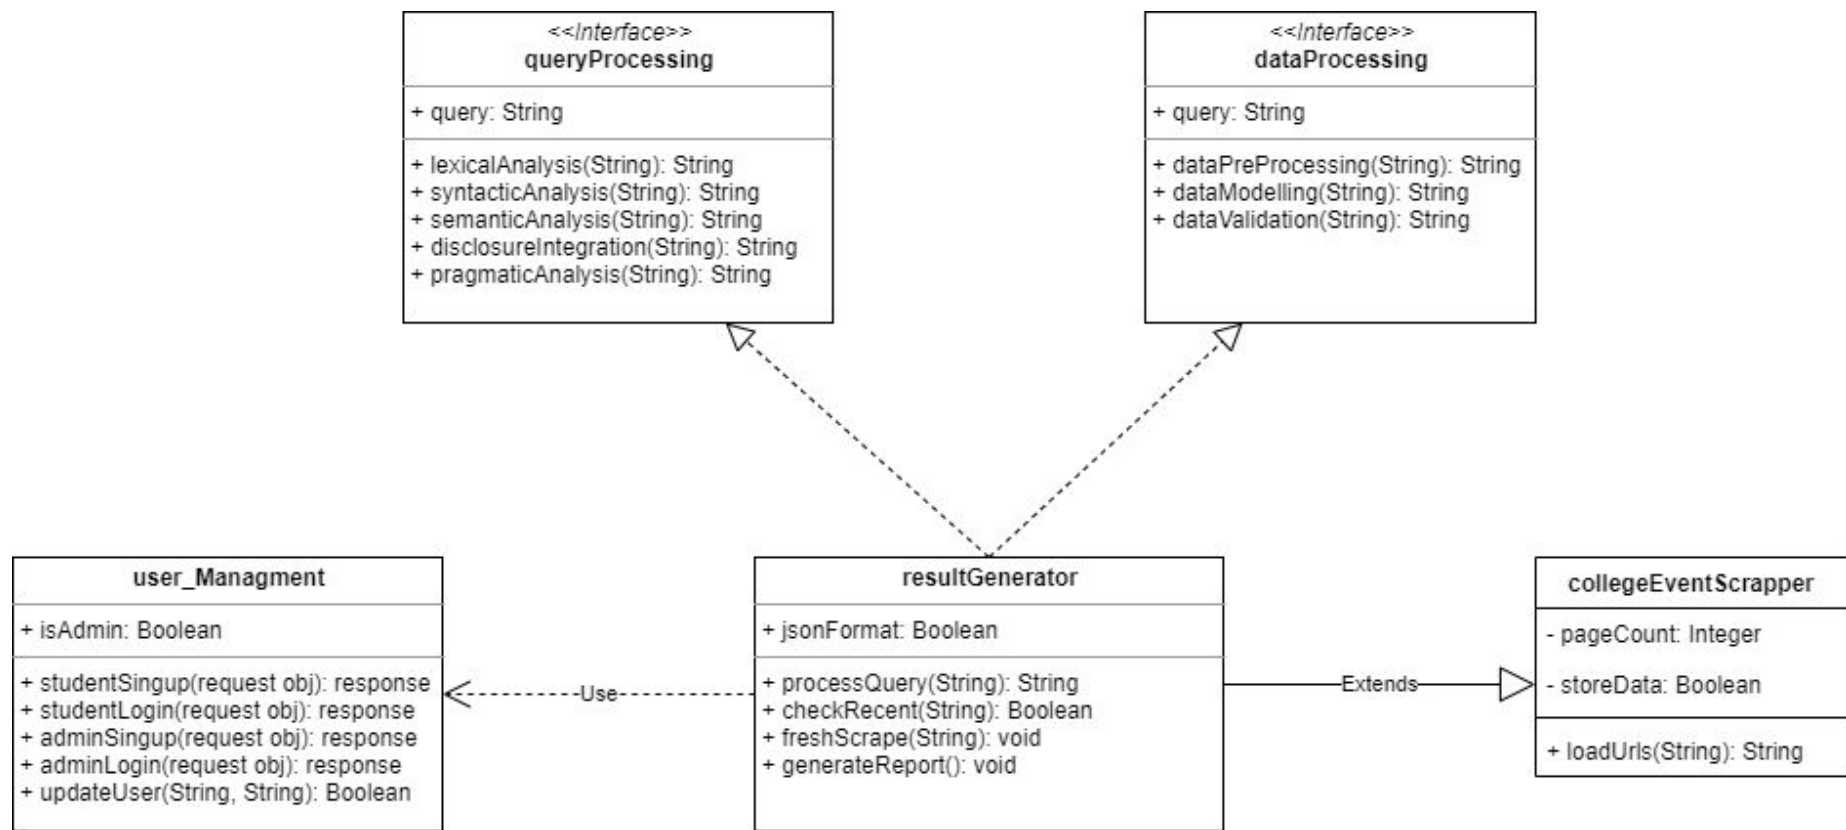 <<Interface>>
queryProcessing
+ query: String
+ lexicalAnalysis(String): String
+ syntacticAnalysis(String): String
+ semanticAnalysis(String): String
+ disclosureIntegration(String): String
+ pragmaticAnalysis(String): String
<<Interface>>
dataProcessing
+ query: String
+ dataPreProcessing(String): String
+ dataModelling(String): String
+ dataValidation(String): String
user_Managment
+ isAdmin: Boolean
+ studentSingup(request obj): response
+ studentLogin(request obj): response
+ adminSingup(request obj): response
+ adminLogin(request obj): response
+ updateUser(String, String): Boolean
Use
resultGenerator
+ jsonFormat: Boolean
+ processQuery(String): String
+ checkRecent(String): Boolean
+ freshScrape(String): void
+ generateReport(): void
Extends
collegeEventScrapper
- pageCount: Integer
- storeData: Boolean
+ loadUrls(String): String